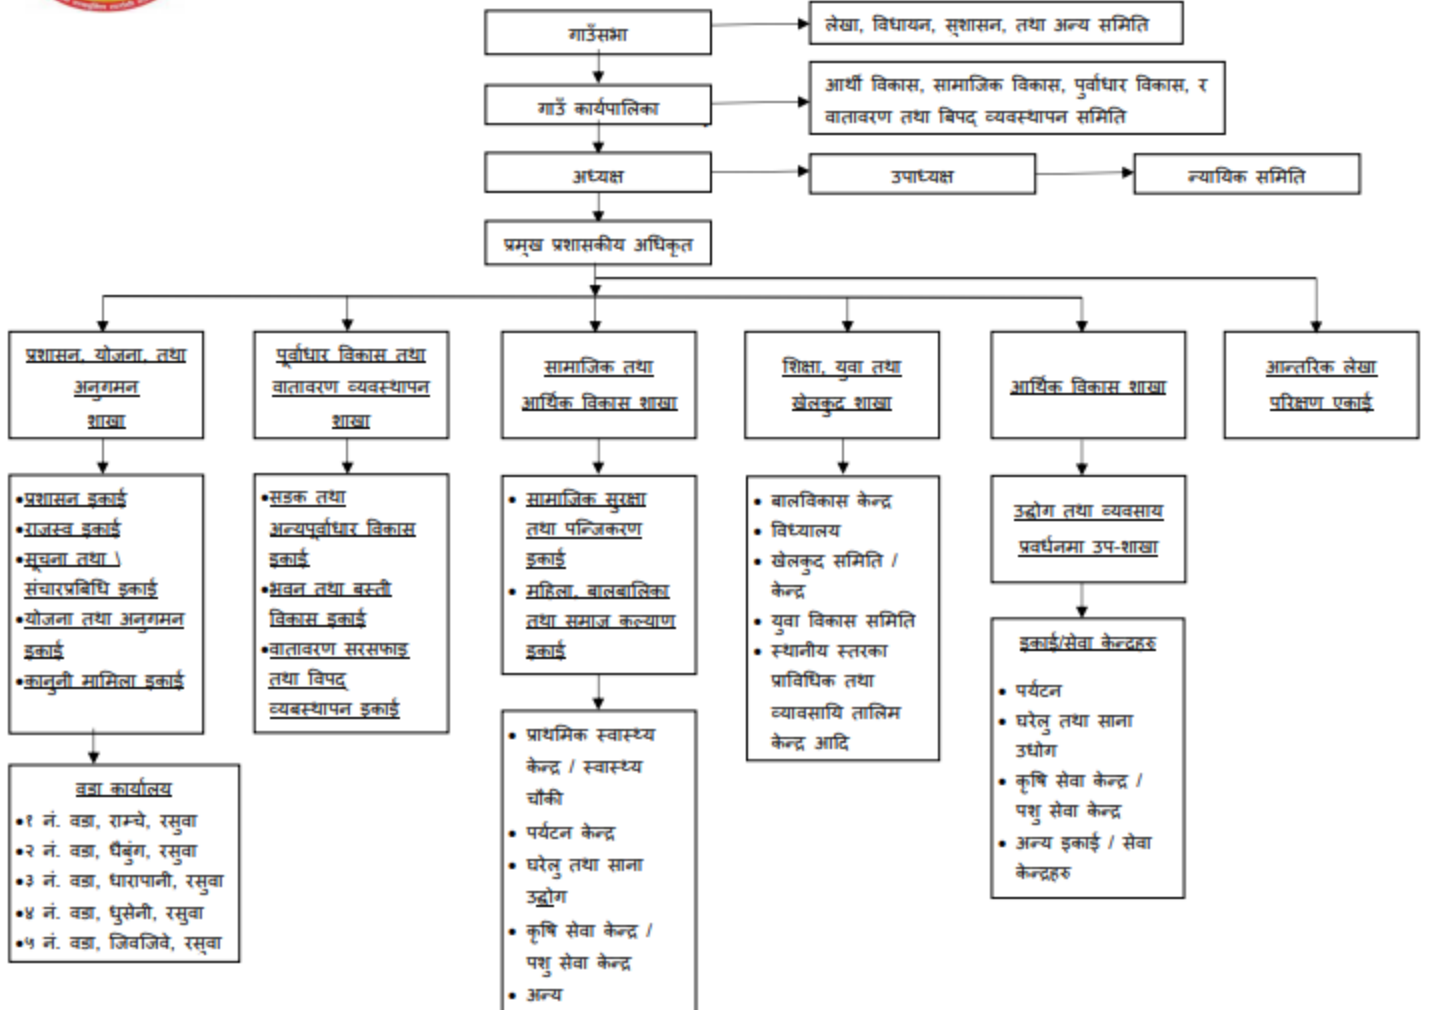 गाउँसभा
लेखा, विधायन, सुशासन, तथा अन्य समिति
गाउँ कार्यपालिका
आर्थी विकास, सामाजिक विकास, पुर्वाधार विकास, र
वातावरण तथा बिपद् व्यवस्थापन समिति
अध्यक्ष
उपाध्यक्ष
न्यायिक समिति
प्रमुख प्रशासकीय अधिकृत
प्रशासन, योजना, तथा
अनुगमन
शाखा
पूर्वाधार विकास तथा
वातावरण व्यवस्थापन
शाखा
सामाजिक तथा
आर्थिक विकास शाखा
शिक्षा, युवा तथा
खेलकुद शाखा
आर्थिक विकास शाखा
आन्तरिक लेखा
परिक्षण एकाई
•प्रशासन इकाई
•राजस्व इकाई
•सूचना तथा \
संचारप्रबिधि इकाई
•योजना तथा अनुगमन
इकाई
•कानुनी मामिला इकाई
•सडक तथा
अन्यपूर्वाधार विकास
इकाई
•भवन तथा बस्ती
विकास इकाई
•वातावरण सरसफाइ
तथा विपद्
व्यबस्थापन इकाई
• सामाजिक सुरक्षा
तथा पन्जिकरण
इकाई
• महिला, बालबालिका
तथा समाज कल्याण
इकाई
• बालविकास केन्द्र
• विध्यालय
• खेलकुद समिति /
केन्द्र
• युवा विकास समिति
• स्थानीय स्तरका
प्राविधिक तथा
व्यावसायि तालिम
केन्द्र आदि
उद्योग तथा व्यवसाय
प्रवर्धनमा उप-शाखा
इकाई/सेवा केन्द्रहरु
• पर्यटन
• घरेलु तथा साना
उधोग
• कृषि सेवा केन्द्र /
पशु सेवा केन्द्र
• अन्य इकाई / सेवा
केन्द्रहरु
वडा कार्यालय
•१ नं. वडा, राम्चे, रसुवा
•२ नं. वडा, धैबुंग, रसुवा
•३ नं. वडा, धारापानी, रसुवा
•४ नं. वडा, धुसेनी, रसुवा
•५ नं. वडा, जिवजिवे, रसुवा
• प्राथमिक स्वास्थ्य
केन्द्र / स्वास्थ्य
चौकी
• पर्यटन केन्द्र
• घरेलु तथा साना
उद्योग
• कृषि सेवा केन्द्र /
पशु सेवा केन्द्र
• अन्य